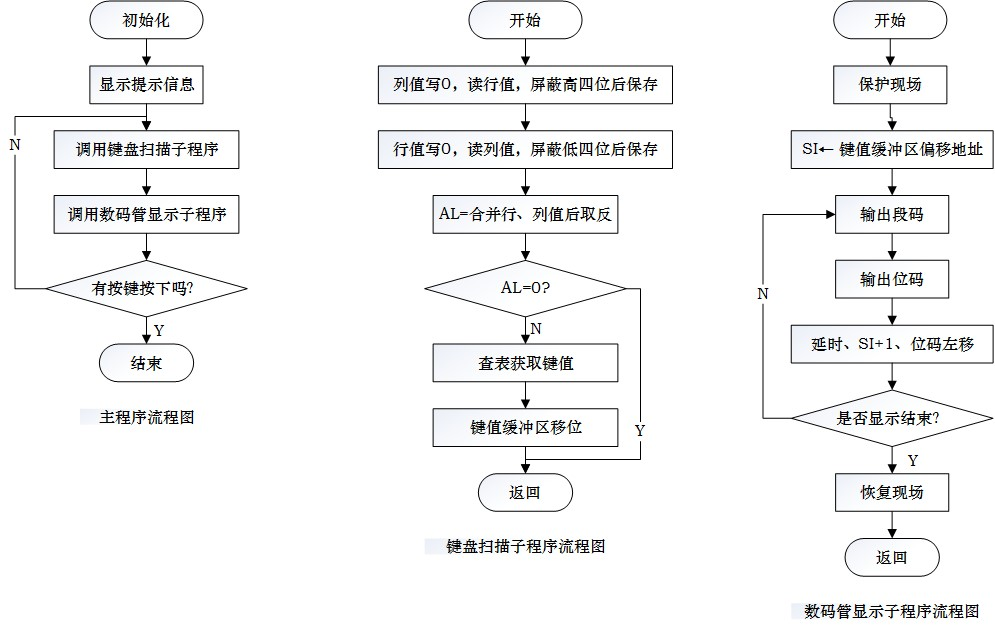 初始化
显示提示信息
N
调用键盘扫描子程序
调用数码管显示子程序
有按键按下吗?
Y
结束
主程序流程图
开始
列值写0，读行值，屏蔽高四位后保存
行值写0，读列值，屏蔽低四位后保存
AL=合并行、列值后取反
AL=0?
N
查表获取键值
键值缓冲区移位
Y
返回
键盘扫描子程序流程图
开始
保护现场
SI← 键值缓冲区偏移地址
输出段码
输出位码
N
延时、SI+1、位码左移
是否显示结束?
Y
恢复现场
返回
数码管显示子程序流程图